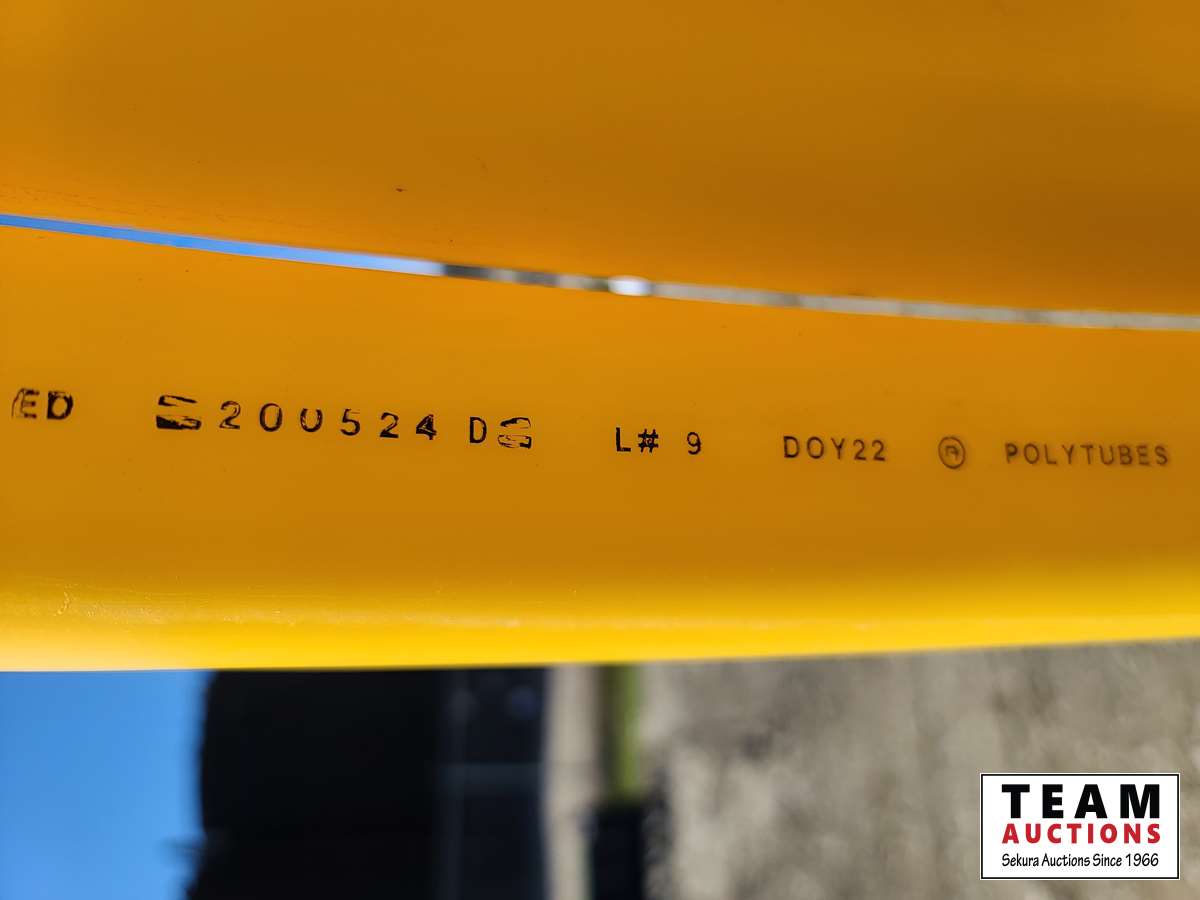 ED 200524 D L# 9 DOY22 POLYTUBES
TEAM
AUCTIONS
Sekura Auctions Since 1966